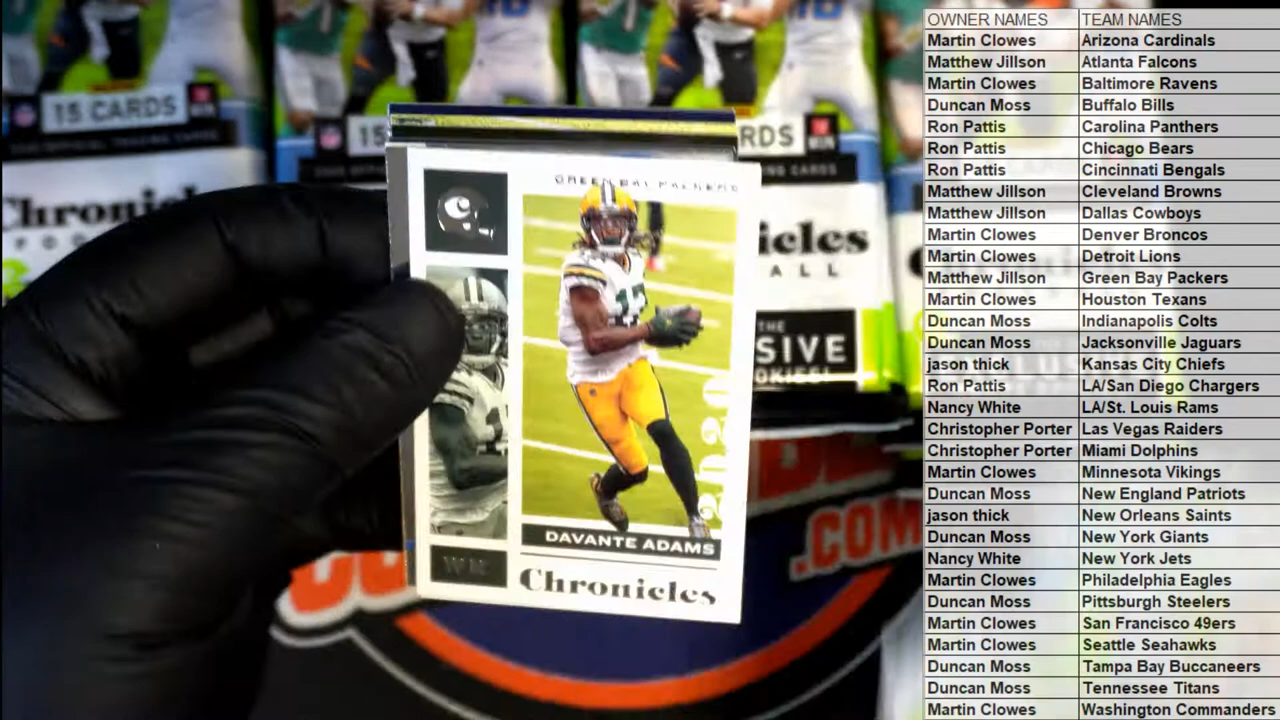 15 CARDS
15
RDS
Chronicles
icles
ALL
THE
SIVE
GREEN BAY PACKERS
2020
DAVANTE ADAMS
WR
Chronicles
.COM
OWNER NAMES TEAM NAMES
Martin Clowes Arizona Cardinals
Matthew Jillson Atlanta Falcons
Martin Clowes Baltimore Ravens
Duncan Moss Buffalo Bills
Ron Pattis Carolina Panthers
Ron Pattis Chicago Bears
Ron Pattis Cincinnati Bengals
Matthew Jillson Cleveland Browns
Matthew Jillson Dallas Cowboys
Martin Clowes Denver Broncos
Martin Clowes Detroit Lions
Matthew Jillson Green Bay Packers
Martin Clowes Houston Texans
Duncan Moss Indianapolis Colts
Duncan Moss Jacksonville Jaguars
jason thick Kansas City Chiefs
Ron Pattis LA/San Diego Chargers
Nancy White LA/St. Louis Rams
Christopher Porter Las Vegas Raiders
Christopher Porter Miami Dolphins
Martin Clowes Minnesota Vikings
Duncan Moss New England Patriots
jason thick New Orleans Saints
Duncan Moss New York Giants
Nancy White New York Jets
Martin Clowes Philadelphia Eagles
Duncan Moss Pittsburgh Steelers
Martin Clowes San Francisco 49ers
Martin Clowes Seattle Seahawks
Duncan Moss Tampa Bay Buccaneers
Duncan Moss Tennessee Titans
Martin Clowes Washington Commanders